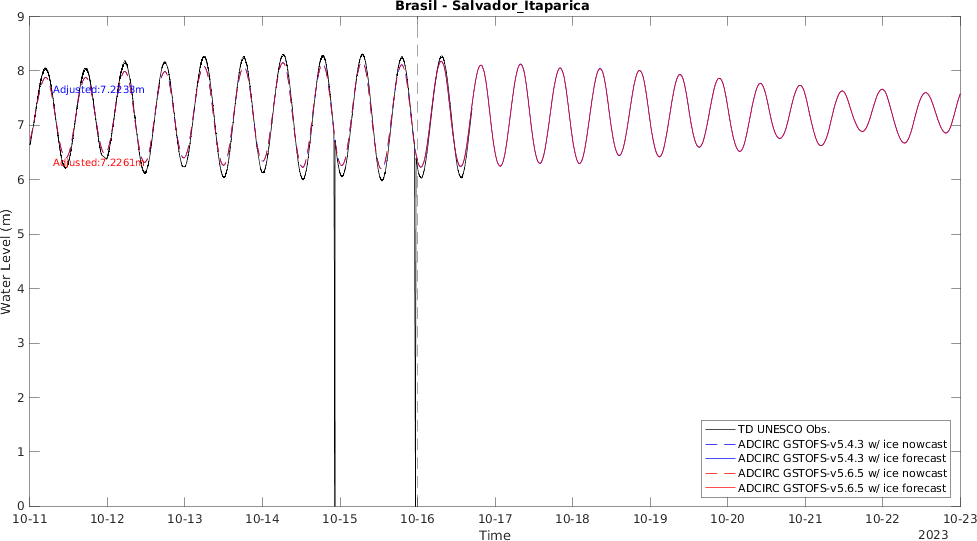 Brasil - Salvador_Itaparica
9
8
7
6
5
4
3
2
1
0
Water Level (m)
Adjusted:7.2233m
Adjusted:7.2261m
TD UNESCO Obs.
ADCIRC GSTOFS-v5.4.3 w/ ice nowcast
ADCIRC GSTOFS-v5.4.3 w/ ice forecast
ADCIRC GSTOFS-v5.6.5 w/ ice nowcast
ADCIRC GSTOFS-v5.6.5 w/ ice forecast
10-11 10-12 10-13 10-14 10-15 10-16 10-17 10-18 10-19 10-20 10-21 10-22 10-23
Time
2023